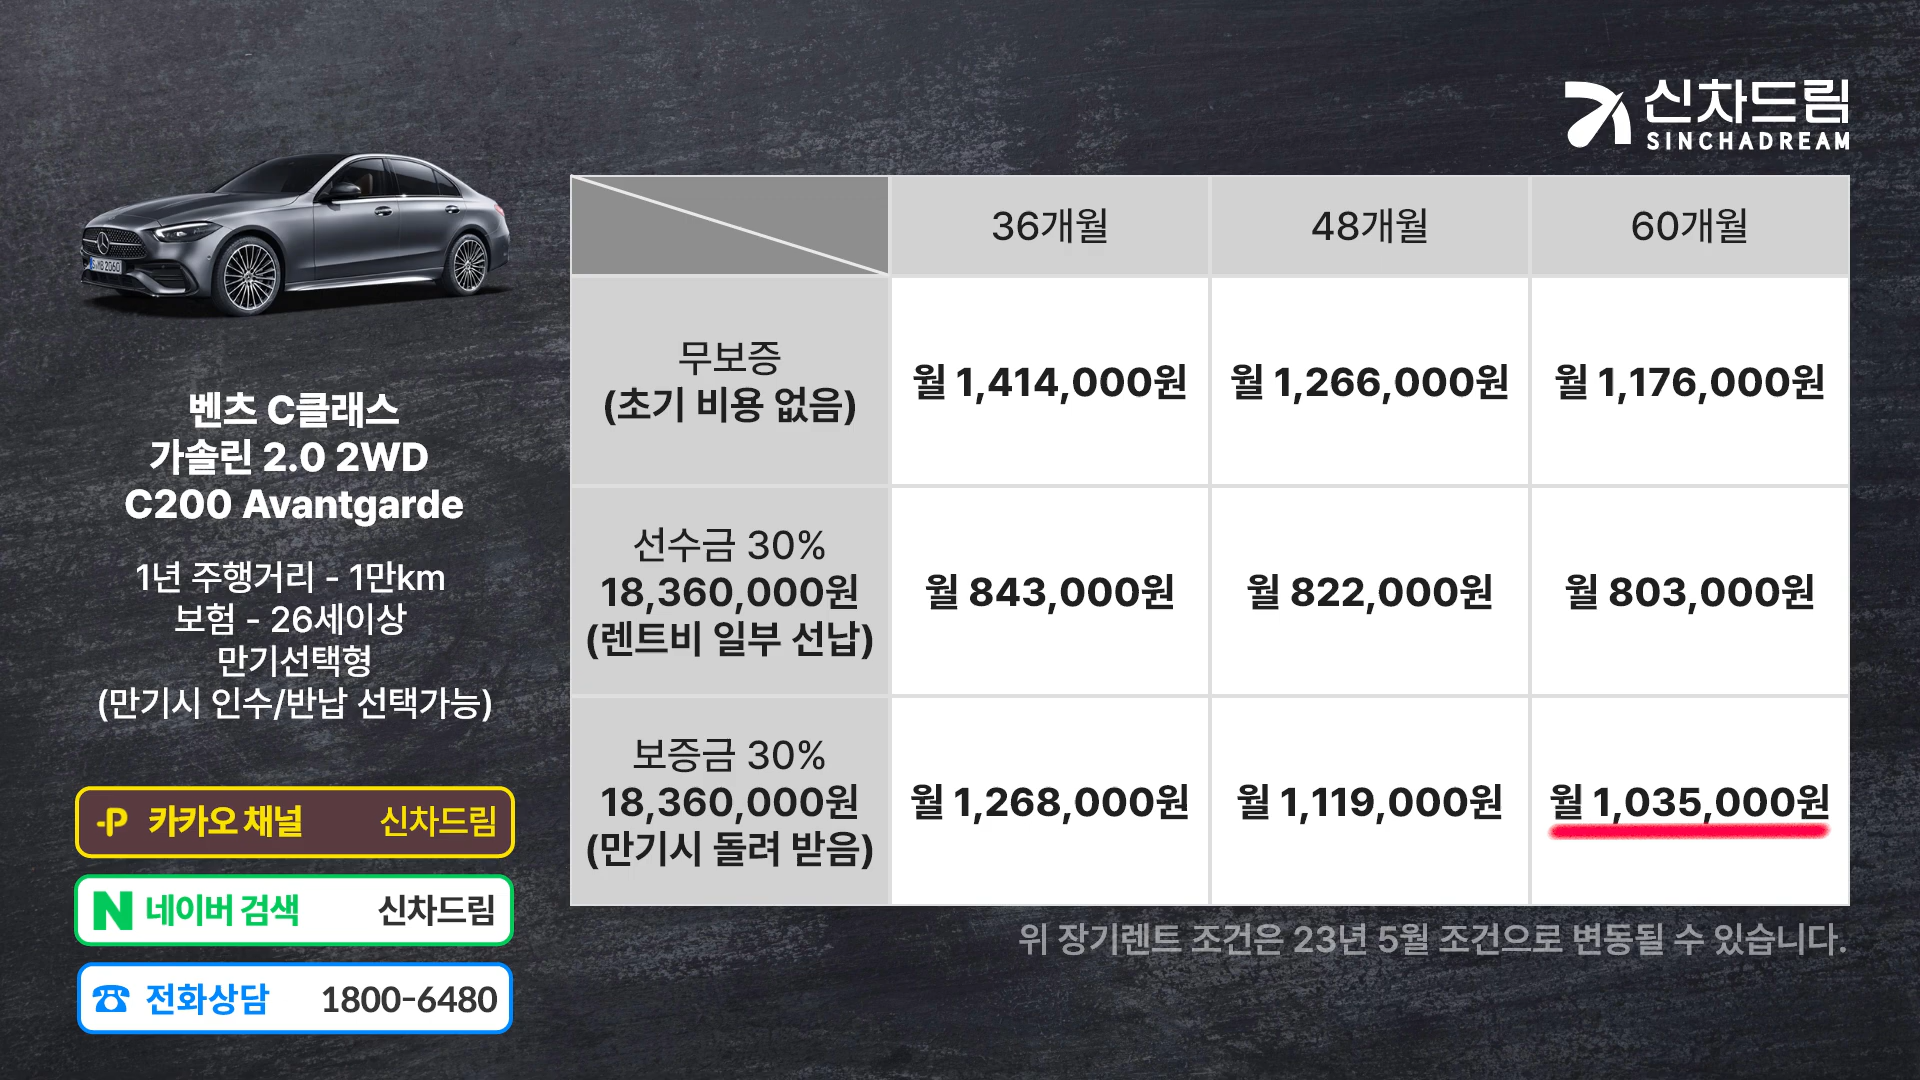 신차드림
SINCHADREAM
벤츠 C클래스
가솔린 2.0 2WD
C200 Avantgarde
1년 주행거리 - 1만km
보험 - 26세이상
만기선택형
(만기시 인수/반납 선택가능)
카카오 채널 신차드림
N 네이버 검색 신차드림
전화상담 1800-6480
36개월 48개월 60개월
무보증
(초기 비용 없음)
월 1,414,000원 월 1,266,000원 월 1,176,000원
선수금 30%
18,360,000원
(렌트비 일부 선납)
월 843,000원 월 822,000원 월 803,000원
보증금 30%
18,360,000원
(만기시 돌려 받음)
월 1,268,000원 월 1,119,000원 월 1,035,000원
위 장기렌트 조건은 23년 5월 조건으로 변동될 수 있습니다.